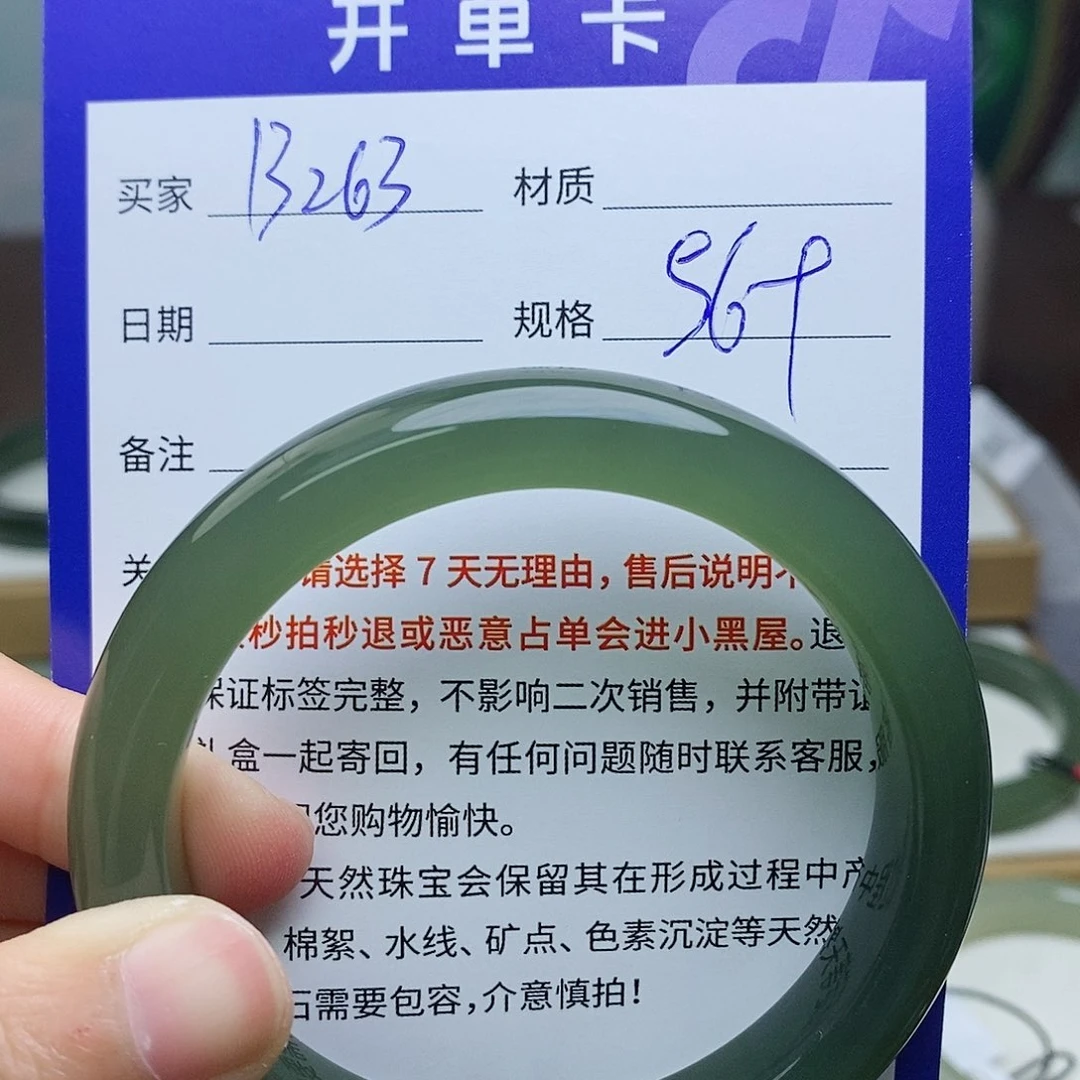 开单卡
买家 13263 材质
日期 规格
备注
关
请选择7天无理由，售后说明
秒拍秒退或恶意占单会进小黑屋。退
保证标签完整，不影响二次销售，并附带证
盒一起寄回，有任何问题随时联系客服，
您购物愉快。
天然珠宝会保留其在形成过程中产
棉絮、水线、矿点、色素沉淀等天然
石需要包容，介意慎拍！